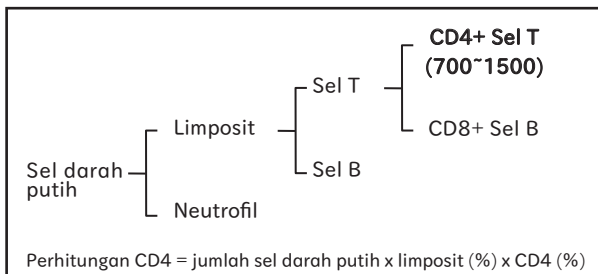 CD4+ Sel T
(700~1500)
Sel T
Limposit
CD8+ Sel B
Sel darah
putih
Sel B
Neutrofil
Perhitungan CD4 = jumlah sel darah putih x limposit (%) x CD4 (%)